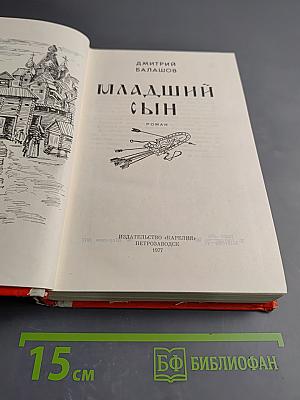 ДМИТРИЙ
БАЛАШОВ
МЛАДШИЙ
СЫН
РОМАН
ИЗДАТЕЛЬСТВО «КАРЕЛИЯ»
ПЕТРОЗАВОДСК
1977
15 СМ
БФ БИБЛИОФАН